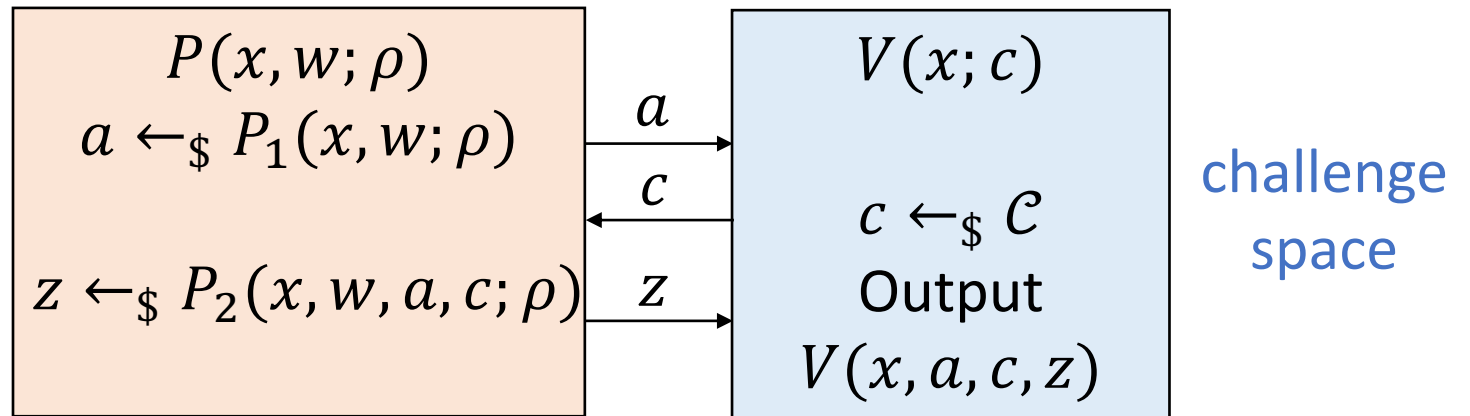 P(x, w; ρ)
a ←$ P₁(x, w; ρ)
z ←$ P₂(x, w, a, c; ρ)
a
c
z
V(x; c)
c ←$ 𝒞
Output
V(x, a, c, z)
challenge
space